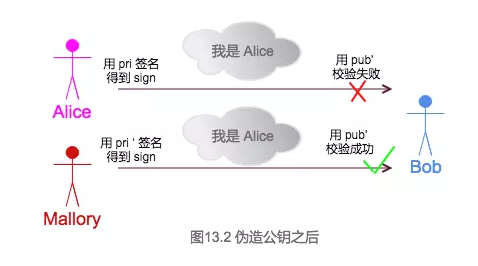 用 pri 签名
得到 sign
我是 Alice
用 pub'
校验失败
Alice
用 pri ' 签名
得到 sign
我是 Alice
用 pub'
校验成功
Bob
Mallory
图13.2 伪造公钥之后